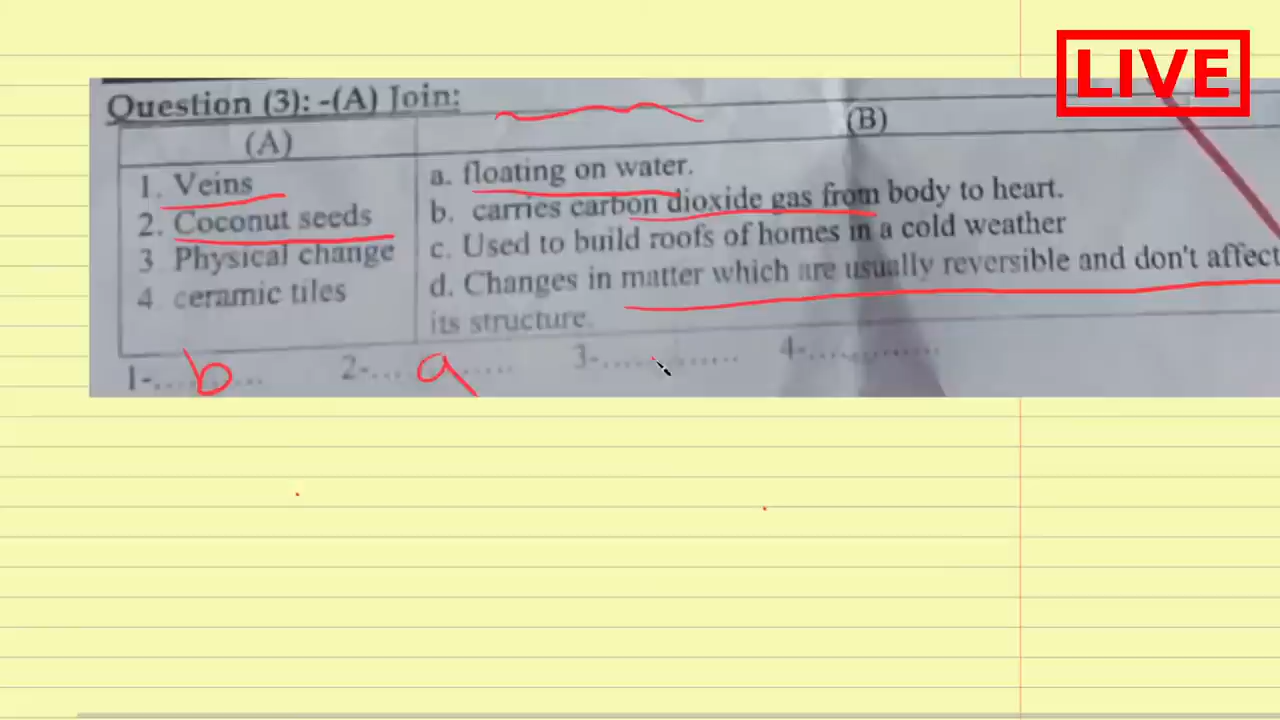 LIVE
Question (3): -(A) Join:
(A)
(B)
1. Veins
2. Coconut seeds
3 Physical change
4. ceramic tiles
a. floating on water.
b. carries carbon dioxide gas from body to heart.
c. Used to build roofs of homes in a cold weather
d. Changes in matter which are usually reversible and don't affect
its structure.
1-....b.... 2-....a.... 3-.............. 4-..............